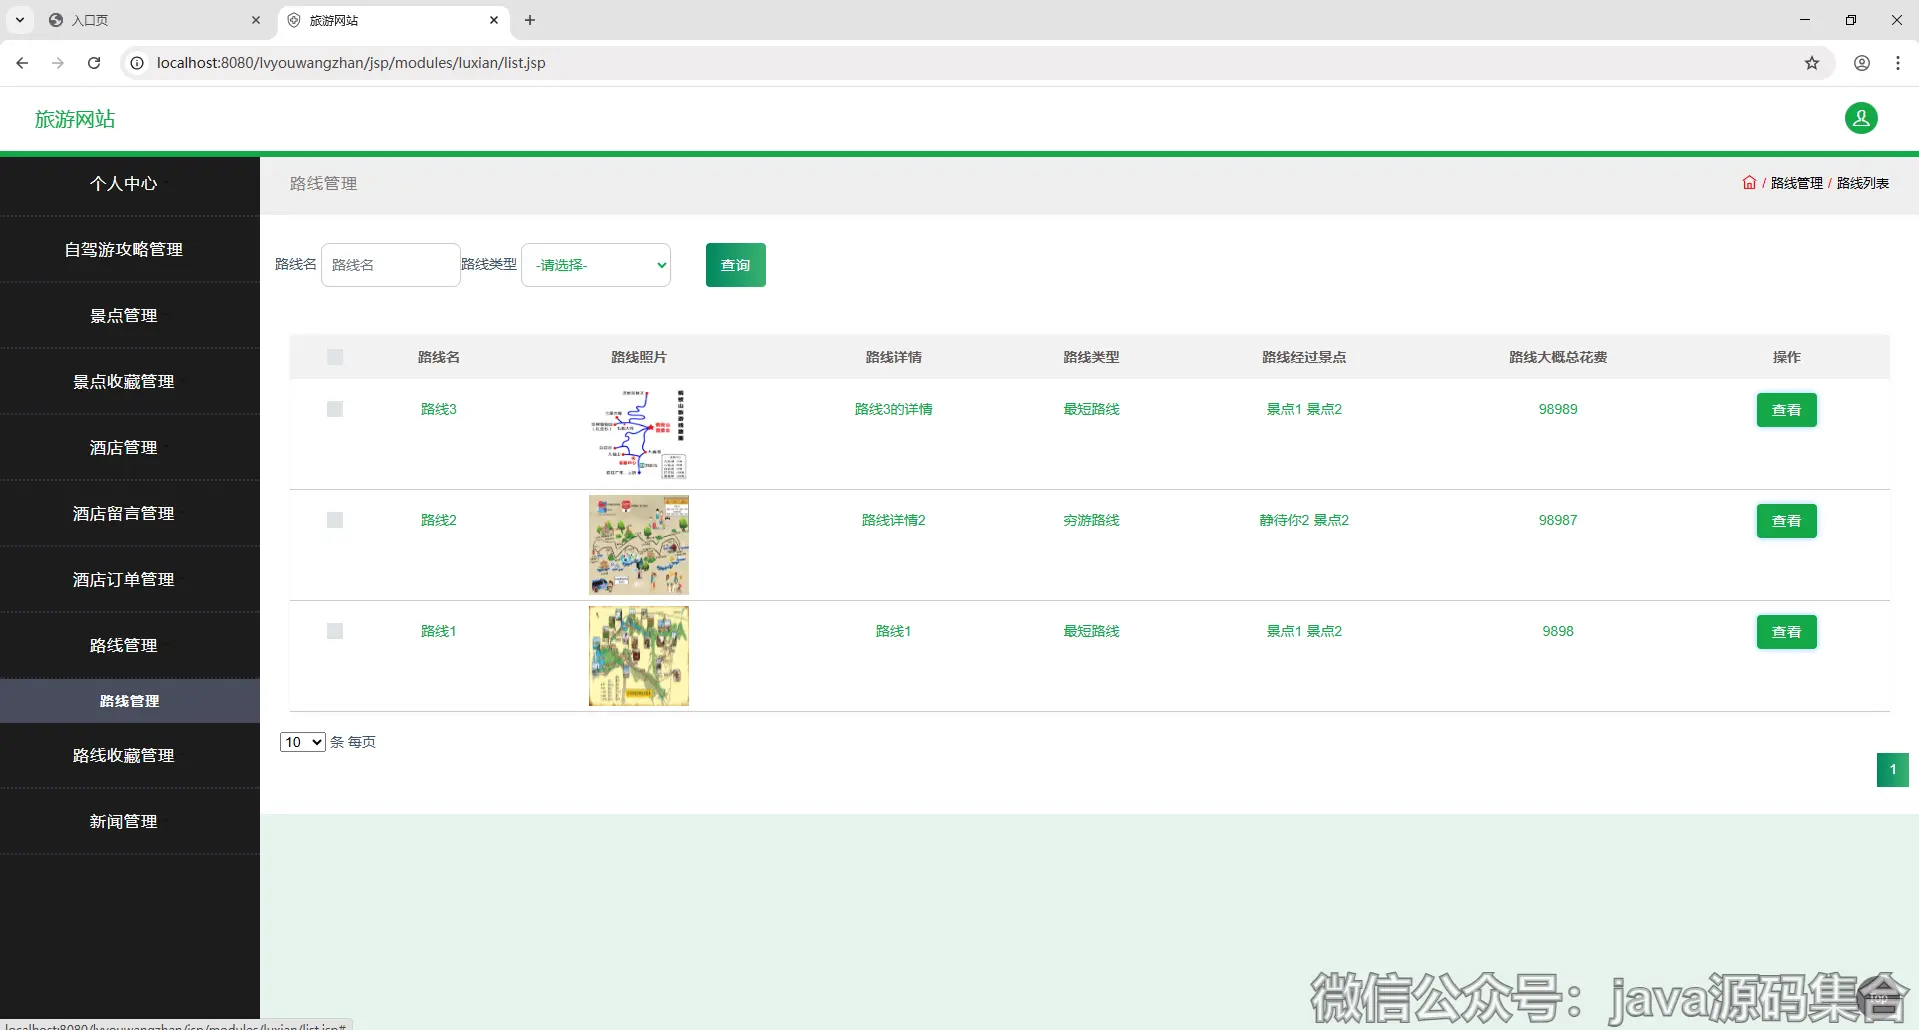 入口页
旅游网站
localhost:8080/lvyouwangzhan/jsp/modules/luxian/list.jsp
旅游网站
个人中心
自驾游攻略管理
景点管理
景点收藏管理
酒店管理
酒店留言管理
酒店订单管理
路线管理
路线管理
路线收藏管理
新闻管理
路线管理
/ 路线管理 / 路线列表
路线名 路线名 路线类型 -请选择- 查询
路线名 路线照片 路线详情 路线类型 路线经过景点 路线大概总花费 操作
路线3 路线3的详情 最短路线 景点1 景点2 98989 查看
路线2 路线详情2 穷游路线 静待你2 景点2 98987 查看
路线1 路线1 最短路线 景点1 景点2 9898 查看
10 条 每页
1
微信公众号：java源码集合
Top
localhost:8080/lvyouwangzhan/jsp/modules/luxian/list.jsp#